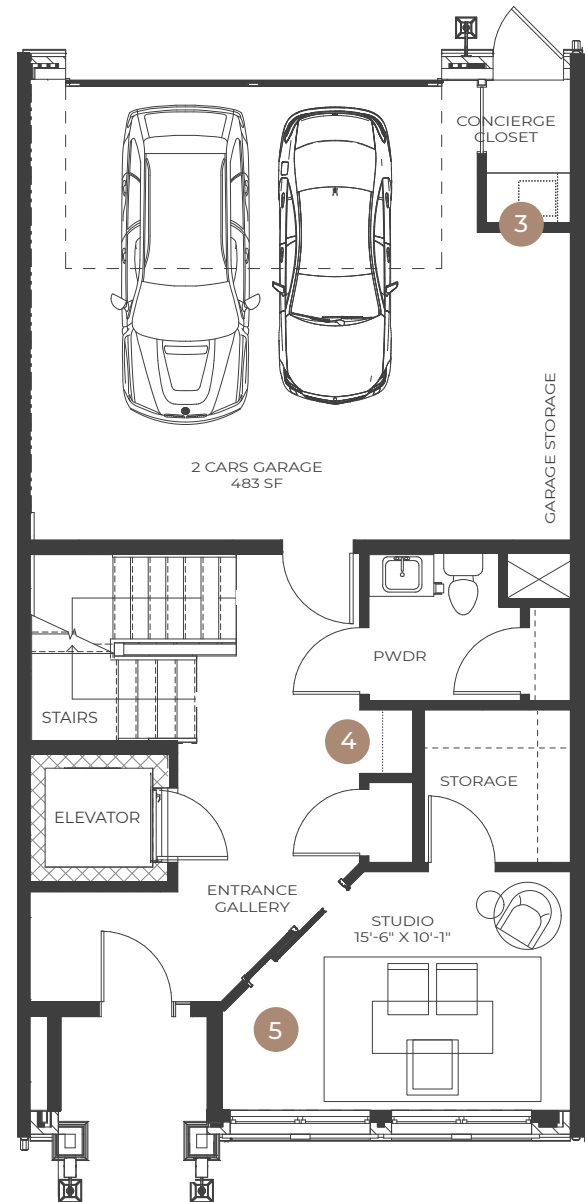 CONCIERGE
CLOSET
3
GARAGE STORAGE
2 CARS GARAGE
483 SF
PWDR
STAIRS
4
STORAGE
ELEVATOR
ENTRANCE
GALLERY
STUDIO
15'-6" X 10'-1"
5